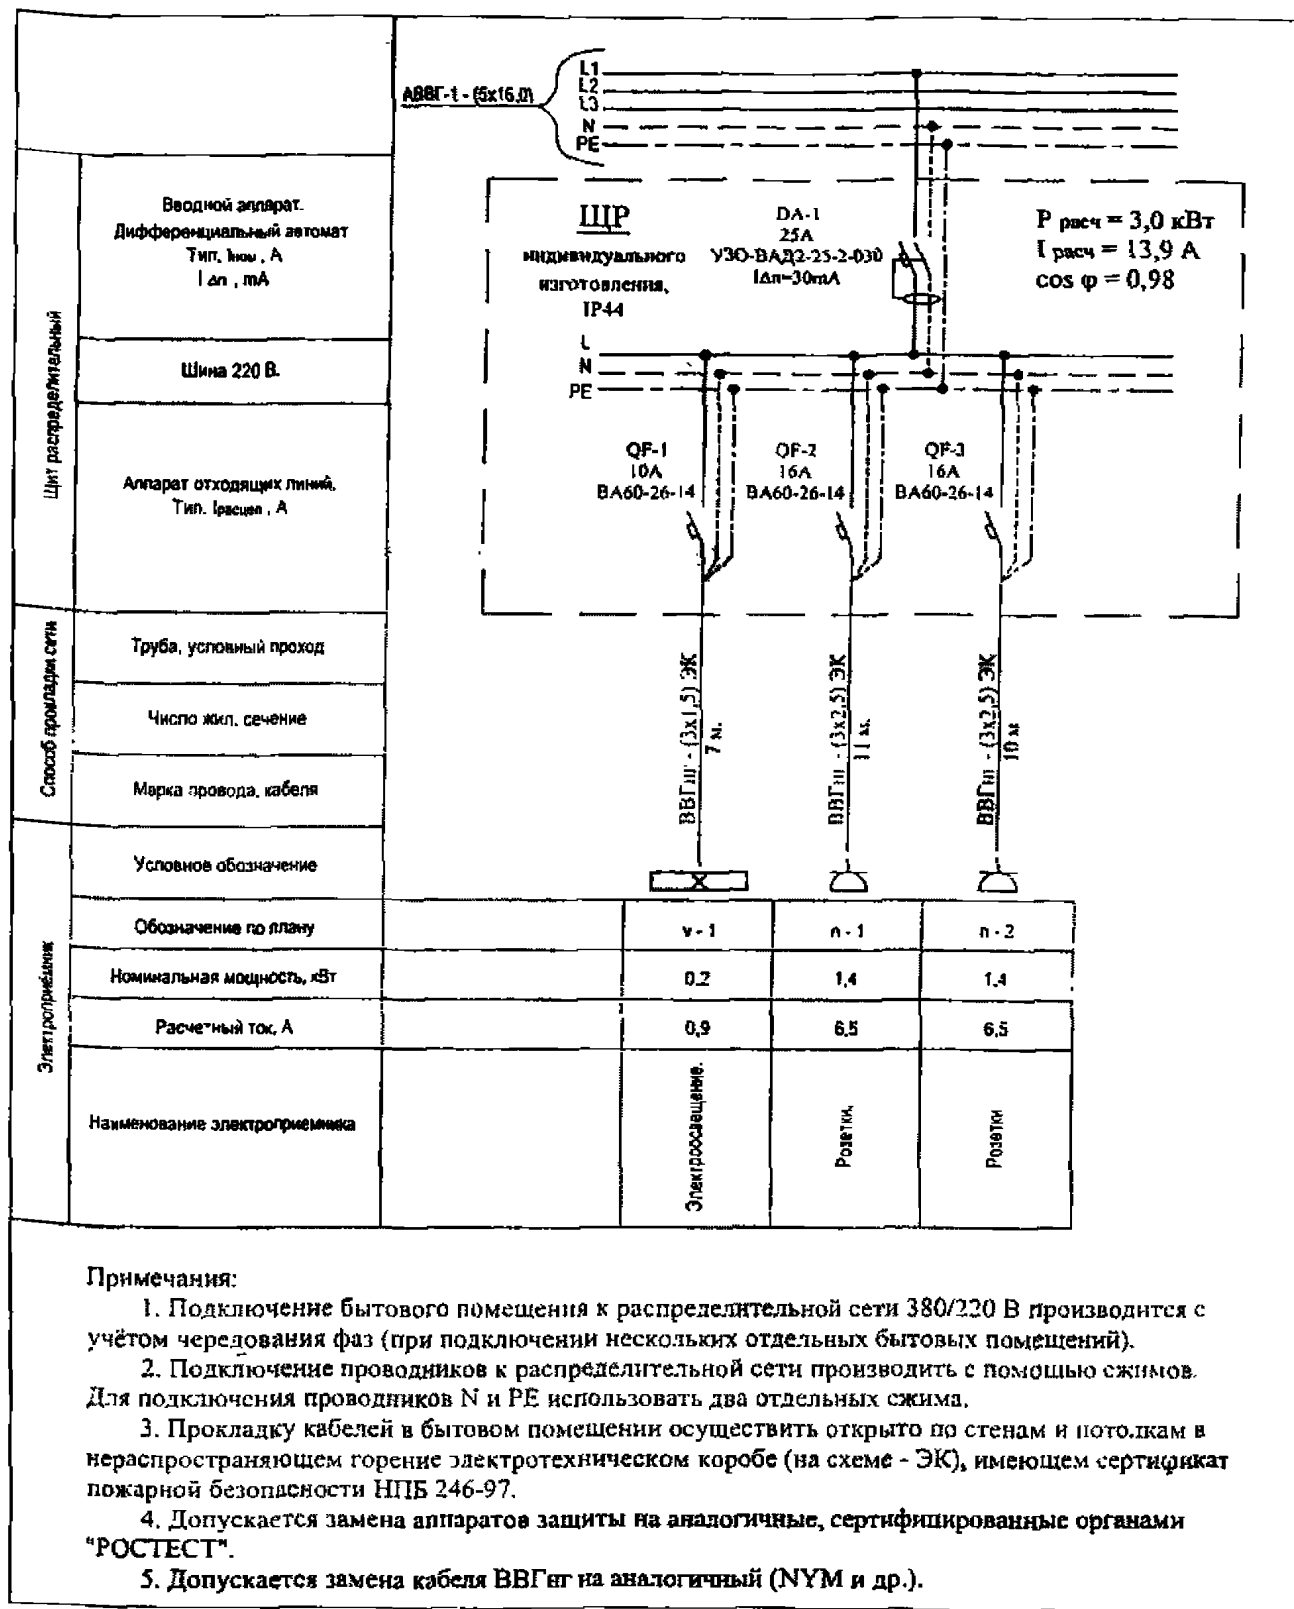 АВВГ-1 - (5х16,0)
L1
L2
L3
N
PE
Щит распределительный
Вводной аппарат.
Дифференциальный автомат
Тип, Iном , А
I Δn , mA
ЩР
индивидуального
изготовления,
IP44
DA-1
25А
УЗО-ВАД2-25-2-030
IΔn=30mA
Р расч = 3,0 кВт
I расч = 13,9 А
cos φ = 0,98
Шина 220 В.
L
N
PE
Аппарат отходящих линий,
Тип. Iрасцеп , А
QF-1
10А
ВА60-26-14
QF-2
16А
ВА60-26-14
QF-3
16А
ВА60-26-14
Способ прокладки сети
Труба, условный проход
Число жил, сечение
Марка провода, кабеля
ВВГнг - (3х1,5) ЭК
7 м.
ВВГнг - (3х2,5) ЭК
11 м.
ВВГнг - (3х2,5) ЭК
10 м
Электроприёмник
Условное обозначение
Обозначение по плану
v - 1
n - 1
n - 2
Номинальная мощность, кВт
0,2
1,4
1,4
Расчетный ток, А
0,9
6,5
6,5
Наименование электроприемника
Электроосвещение.
Розетки,
Розетки
Примечания:
1. Подключение бытового помещения к распределительной сети 380/220 В производится с
учётом чередования фаз (при подключении нескольких отдельных бытовых помещений).
2. Подключение проводников к распределительной сети производить с помощью сжимов.
Для подключения проводников N и PE использовать два отдельных сжима.
3. Прокладку кабелей в бытовом помещении осуществить открыто по стенам и потолкам в
нераспространяющем горение электротехническом коробе (на схеме - ЭК), имеющем сертификат
пожарной безопасности НПБ 246-97.
4. Допускается замена аппаратов защиты на аналогичные, сертифицированные органами
"РОСТЕСТ".
5. Допускается замена кабеля ВВГнг на аналогичный (NYM и др.).